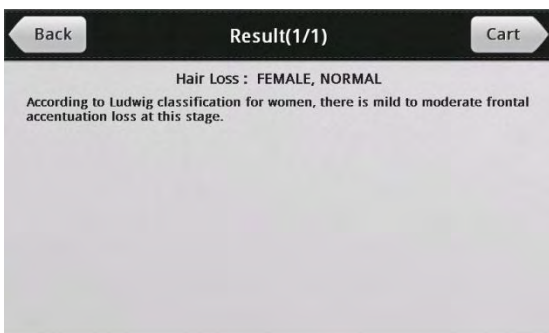 Back Result(1/1) Cart
Hair Loss : FEMALE, NORMAL
According to Ludwig classification for women, there is mild to moderate frontal
accentuation loss at this stage.